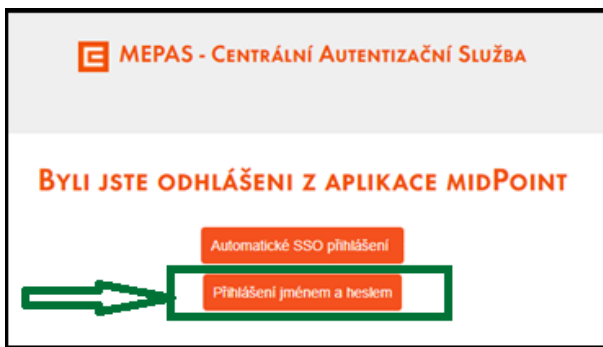 MEPAS - CENTRÁLNÍ AUTENTIZAČNÍ SLUŽBA
BYLI JSTE ODHLÁŠENI Z APLIKACE MIDPOINT
Automatické SSO přihlášení
Přihlášení jménem a heslem